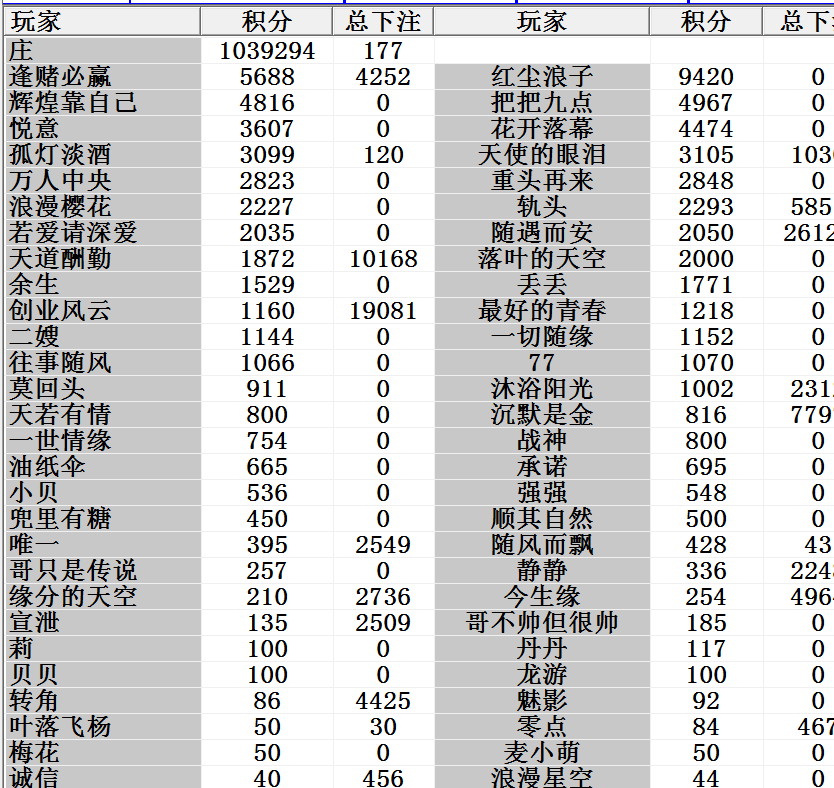 玩家 积分 总下注 玩家 积分 总下
庄 1039294 177
逢赌必赢 5688 4252 红尘浪子 9420 0
辉煌靠自己 4816 0 把把九点 4967 0
悦意 3607 0 花开落幕 4474 0
孤灯淡酒 3099 120 天使的眼泪 3105 103
万人中央 2823 0 重头再来 2848 0
浪漫樱花 2227 0 轨头 2293 585
若爱请深爱 2035 0 随遇而安 2050 2612
天道酬勤 1872 10168 落叶的天空 2000 0
余生 1529 0 丢丢 1771 0
创业风云 1160 19081 最好的青春 1218 0
二嫂 1144 0 一切随缘 1152 0
往事随风 1066 0 77 1070 0
莫回头 911 0 沐浴阳光 1002 231
天若有情 800 0 沉默是金 816 779
一世情缘 754 0 战神 800 0
油纸伞 665 0 承诺 695 0
小贝 536 0 强强 548 0
兜里有糖 450 0 顺其自然 500 0
唯一 395 2549 随风而飘 428 43
哥只是传说 257 0 静静 336 224
缘分的天空 210 2736 今生缘 254 496
宣泄 135 2509 哥不帅但很帅 185 0
莉 100 0 丹丹 117 0
贝贝 100 0 龙游 100 0
转角 86 4425 魅影 92 0
叶落飞杨 50 30 零点 84 467
梅花 50 0 麦小萌 50 0
诚信 40 456 浪漫星空 44 0